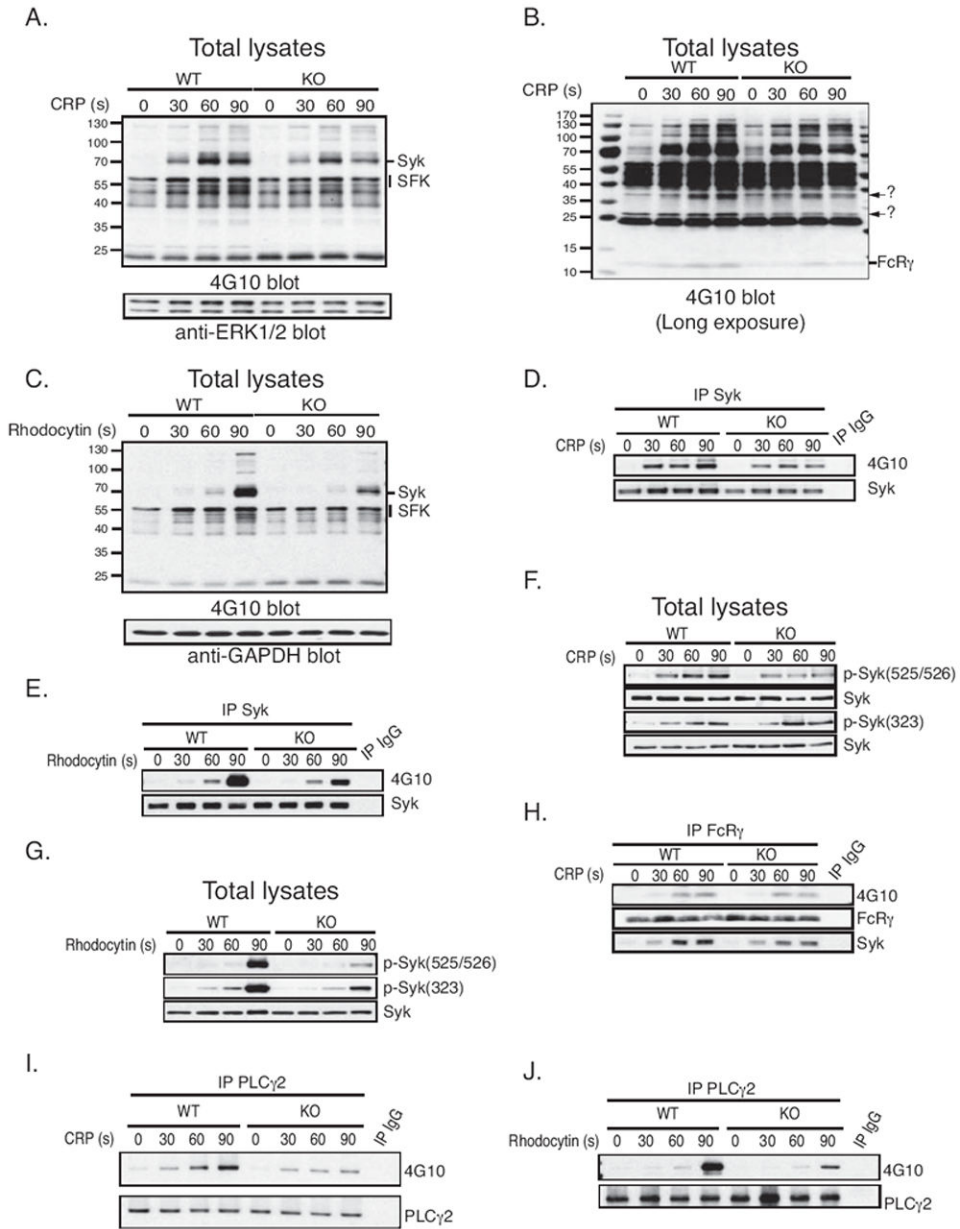 A.
Total lysates
WT KO
CRP (s) 0 30 60 90 0 30 60 90
130
100
70
55
40
35
25
Syk
SFK
4G10 blot
anti-ERK1/2 blot
B.
Total lysates
WT KO
CRP (s) 0 30 60 90 0 30 60 90
170
130
100
70
55
40
35
25
15
10
?
?
FcRγ
4G10 blot
(Long exposure)
C.
Total lysates
WT KO
Rhodocytin (s) 0 30 60 90 0 30 60 90
130
100
70
55
40
35
25
Syk
SFK
4G10 blot
anti-GAPDH blot
D.
IP Syk
WT KO IP IgG
CRP (s) 0 30 60 90 0 30 60 90
4G10
Syk
E.
IP Syk
WT KO IP IgG
Rhodocytin (s) 0 30 60 90 0 30 60 90
4G10
Syk
F.
Total lysates
WT KO
CRP (s) 0 30 60 90 0 30 60 90
p-Syk(525/526)
Syk
p-Syk(323)
Syk
G.
Total lysates
WT KO
Rhodocytin (s) 0 30 60 90 0 30 60 90
p-Syk(525/526)
p-Syk(323)
Syk
H.
IP FcRγ
WT KO IP IgG
CRP (s) 0 30 60 90 0 30 60 90
4G10
FcRγ
Syk
I.
IP PLCγ2
WT KO IP IgG
CRP (s) 0 30 60 90 0 30 60 90
4G10
PLCγ2
J.
IP PLCγ2
WT KO IP IgG
Rhodocytin (s) 0 30 60 90 0 30 60 90
4G10
PLCγ2